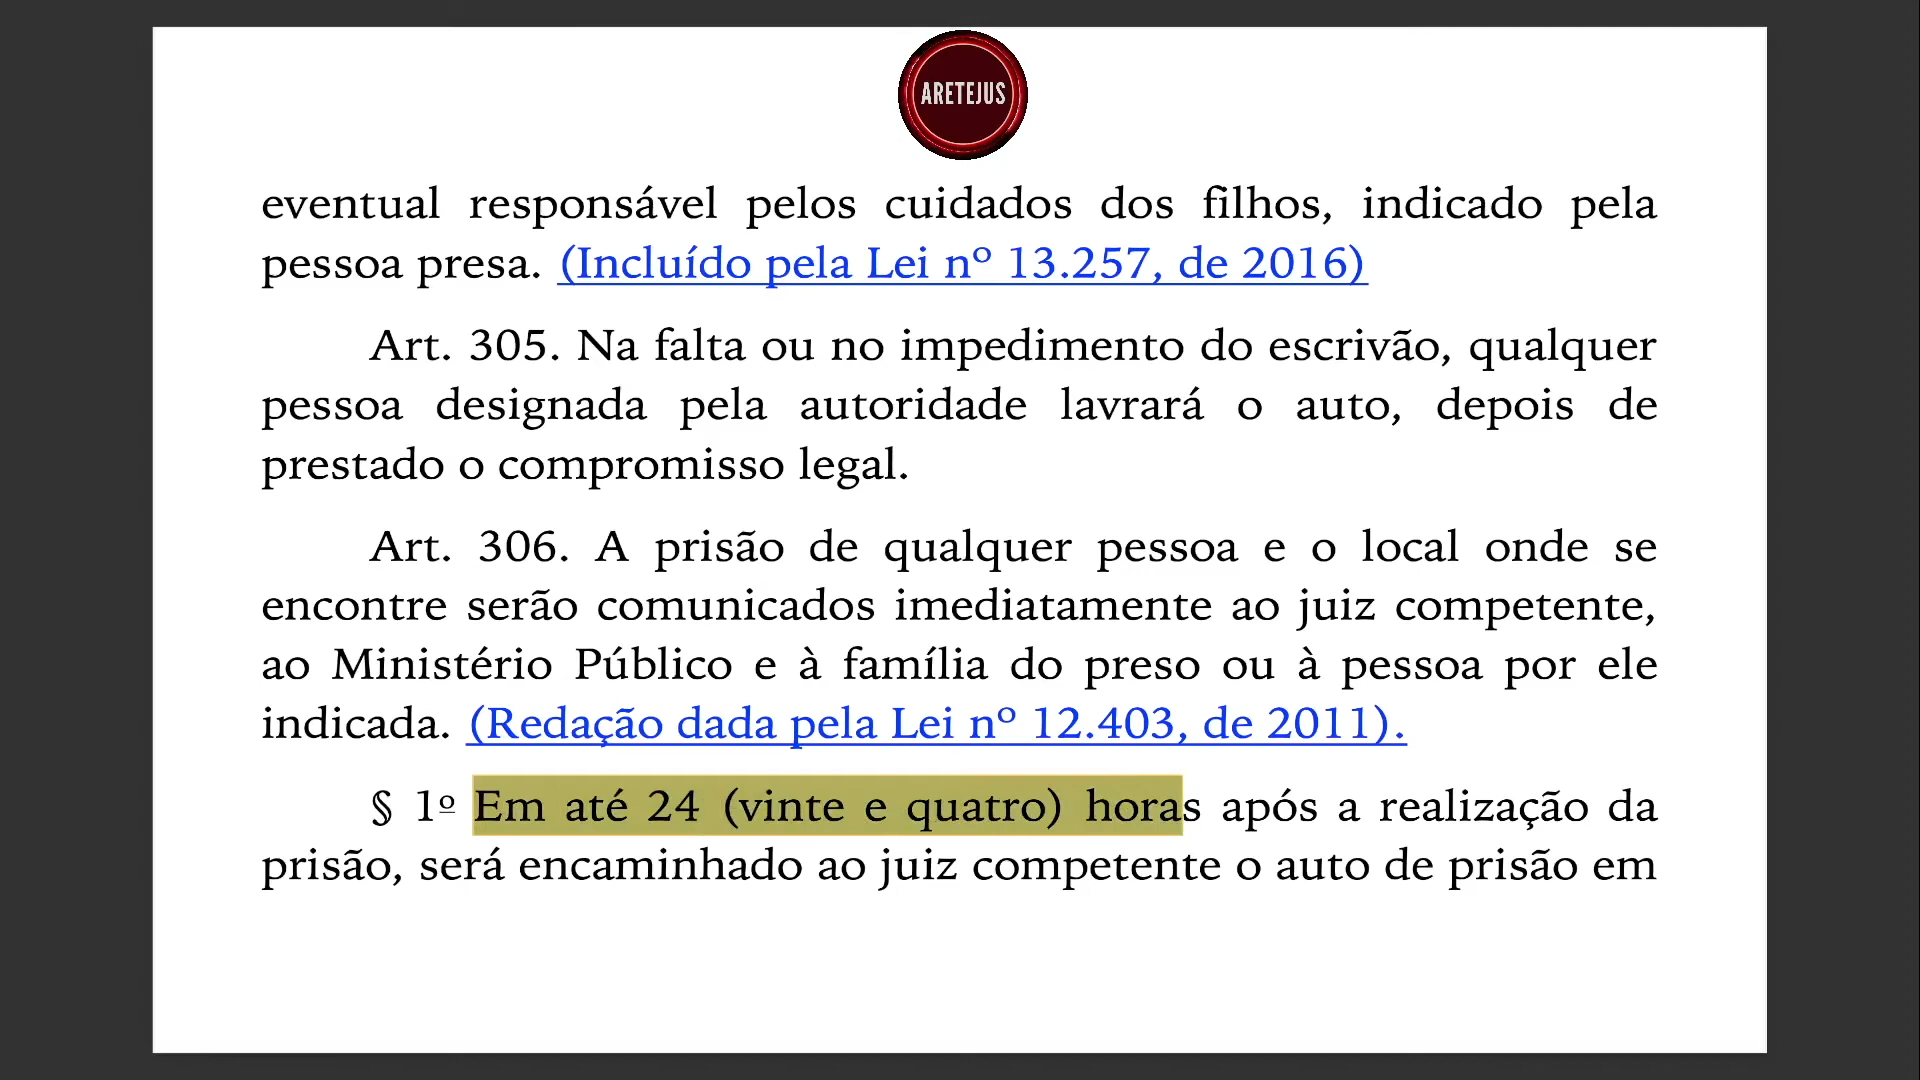 ARETEJUS
eventual responsável pelos cuidados dos filhos, indicado pela
pessoa presa. (Incluído pela Lei nº 13.257, de 2016)
Art. 305. Na falta ou no impedimento do escrivão, qualquer
pessoa designada pela autoridade lavrará o auto, depois de
prestado o compromisso legal.
Art. 306. A prisão de qualquer pessoa e o local onde se
encontre serão comunicados imediatamente ao juiz competente,
ao Ministério Público e à família do preso ou à pessoa por ele
indicada. (Redação dada pela Lei nº 12.403, de 2011).
§ 1º Em até 24 (vinte e quatro) horas após a realização da
prisão, será encaminhado ao juiz competente o auto de prisão em